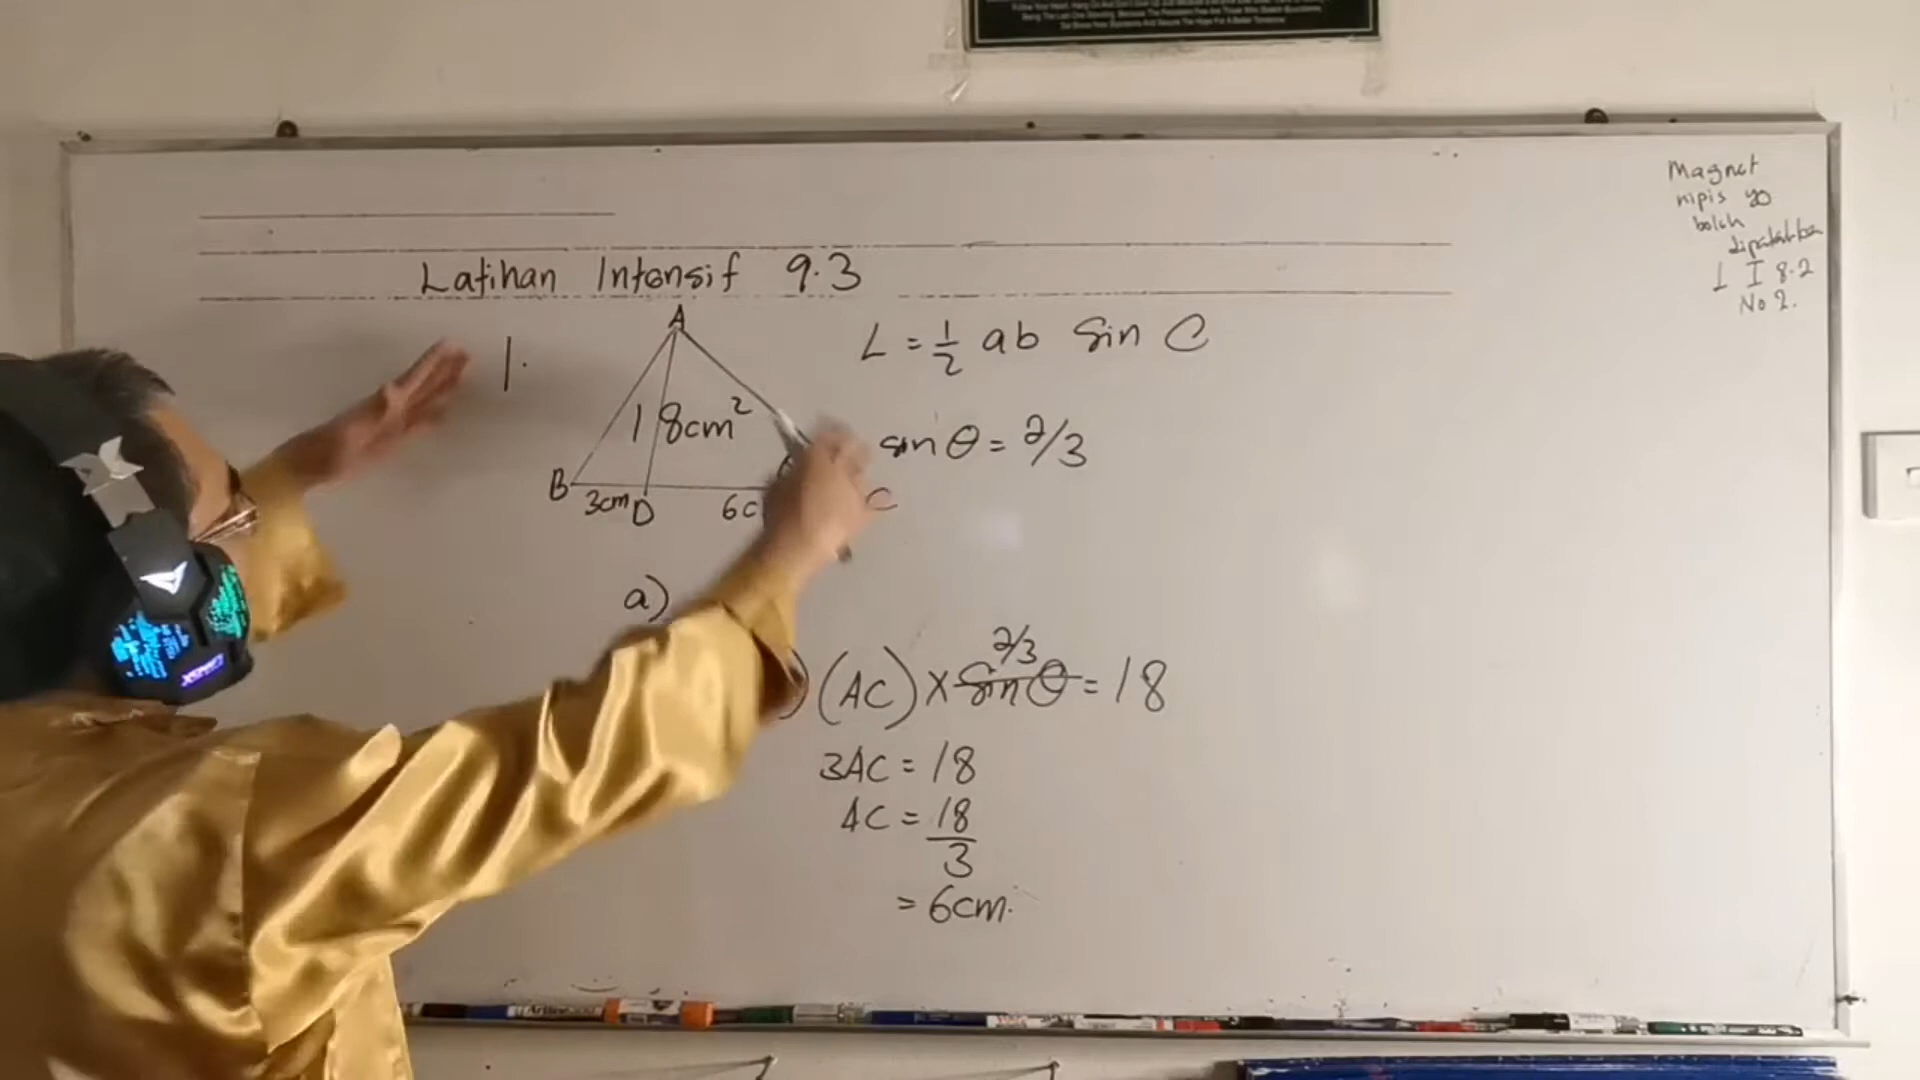 Latihan Intensif 9.3
1.
A
18cm²
B 3cm D 6c C
L = 1/2 ab Sin C
sin θ = 2/3
a)
2/3
) (AC) × Sin θ = 18
3AC = 18
AC = 18
3
= 6cm.
Magnet
nipis yg
boleh
L I 8.2
No 2.